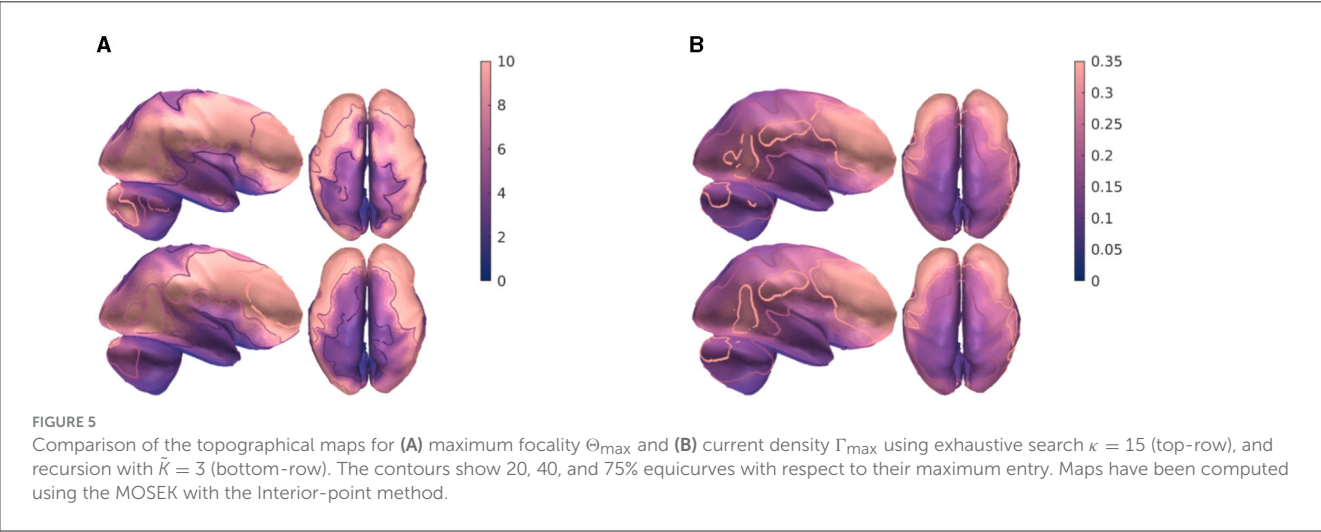 A
B
10
8
6
4
2
0
0.35
0.3
0.25
0.2
0.15
0.1
0.05
0
FIGURE 5
Comparison of the topographical maps for (A) maximum focality Θmax and (B) current density Γmax using exhaustive search κ = 15 (top-row), and
recursion with K̃ = 3 (bottom-row). The contours show 20, 40, and 75% equicurves with respect to their maximum entry. Maps have been computed
using the MOSEK with the Interior-point method.